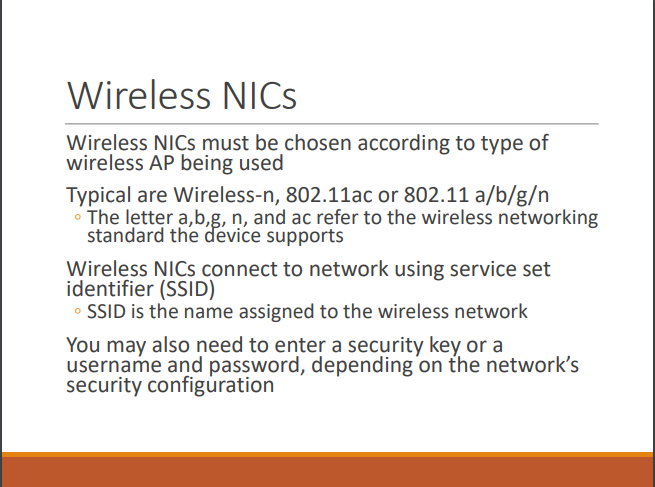 Wireless NICs
Wireless NICs must be chosen according to type of
wireless AP being used
Typical are Wireless-n, 802.11ac or 802.11 a/b/g/n
◦ The letter a,b,g, n, and ac refer to the wireless networking
standard the device supports
Wireless NICs connect to network using service set
identifier (SSID)
◦ SSID is the name assigned to the wireless network
You may also need to enter a security key or a
username and password, depending on the network’s
security configuration